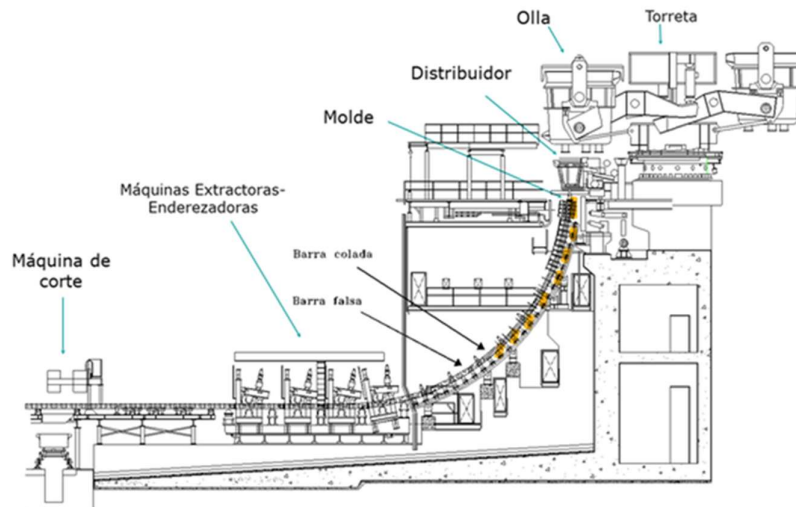 Olla
Torreta
Distribuidor
Molde
Máquinas Extractoras-
Enderezadoras
Máquina de
corte
Barra colada
Barra falsa